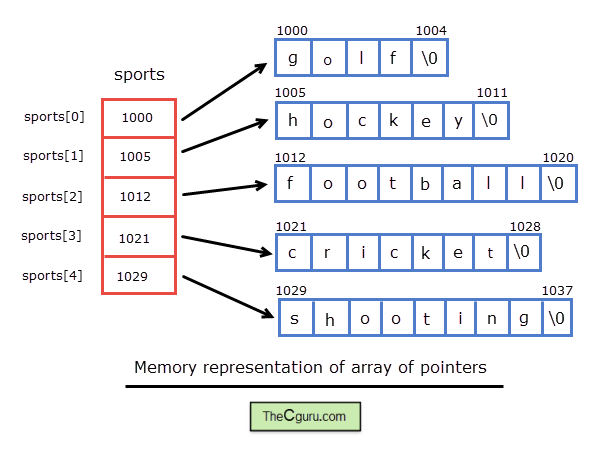 1000 1004
g o l f \0
sports
1005 1011
sports[0] 1000
h o c k e y \0
sports[1] 1005
1012 1020
f o o t b a l l \0
sports[2] 1012
1021 1028
sports[3] 1021
c r i c k e t \0
sports[4] 1029
1029 1037
s h o o t i n g \0
Memory representation of array of pointers
TheCguru.com